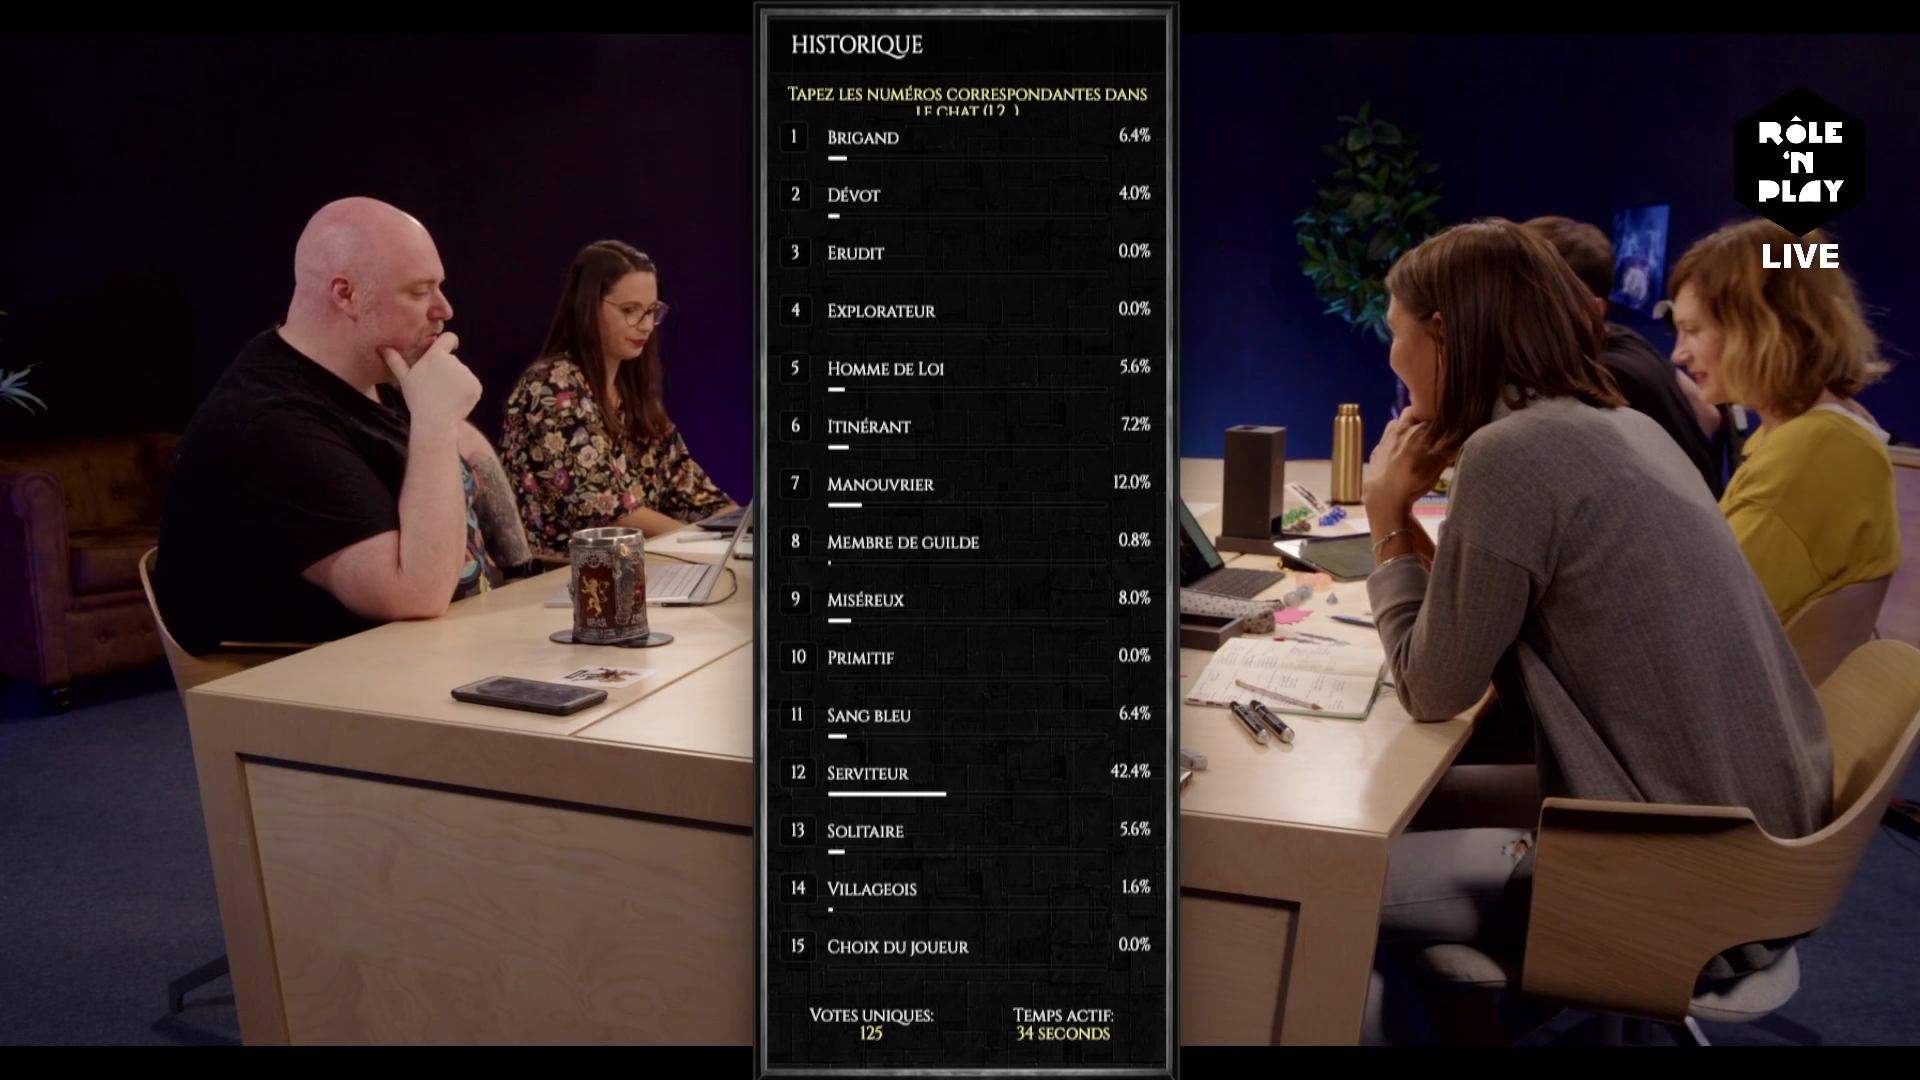 HISTORIQUE
TAPEZ LES NUMÉROS CORRESPONDANTES DANS
LE CHAT (1 2 )
1 BRIGAND 6.4%
2 DÉVOT 4.0%
3 ERUDIT 0.0%
4 EXPLORATEUR 0.0%
5 HOMME DE LOI 5.6%
6 ITINÉRANT 7.2%
7 MANOUVRIER 12.0%
8 MEMBRE DE GUILDE 0.8%
9 MISÉREUX 8.0%
10 PRIMITIF 0.0%
11 SANG BLEU 6.4%
12 SERVITEUR 42.4%
13 SOLITAIRE 5.6%
14 VILLAGEOIS 1.6%
15 CHOIX DU JOUEUR 0.0%
VOTES UNIQUES: TEMPS ACTIF:
125 34 SECONDS
RÔLE
'N
PLAY
LIVE